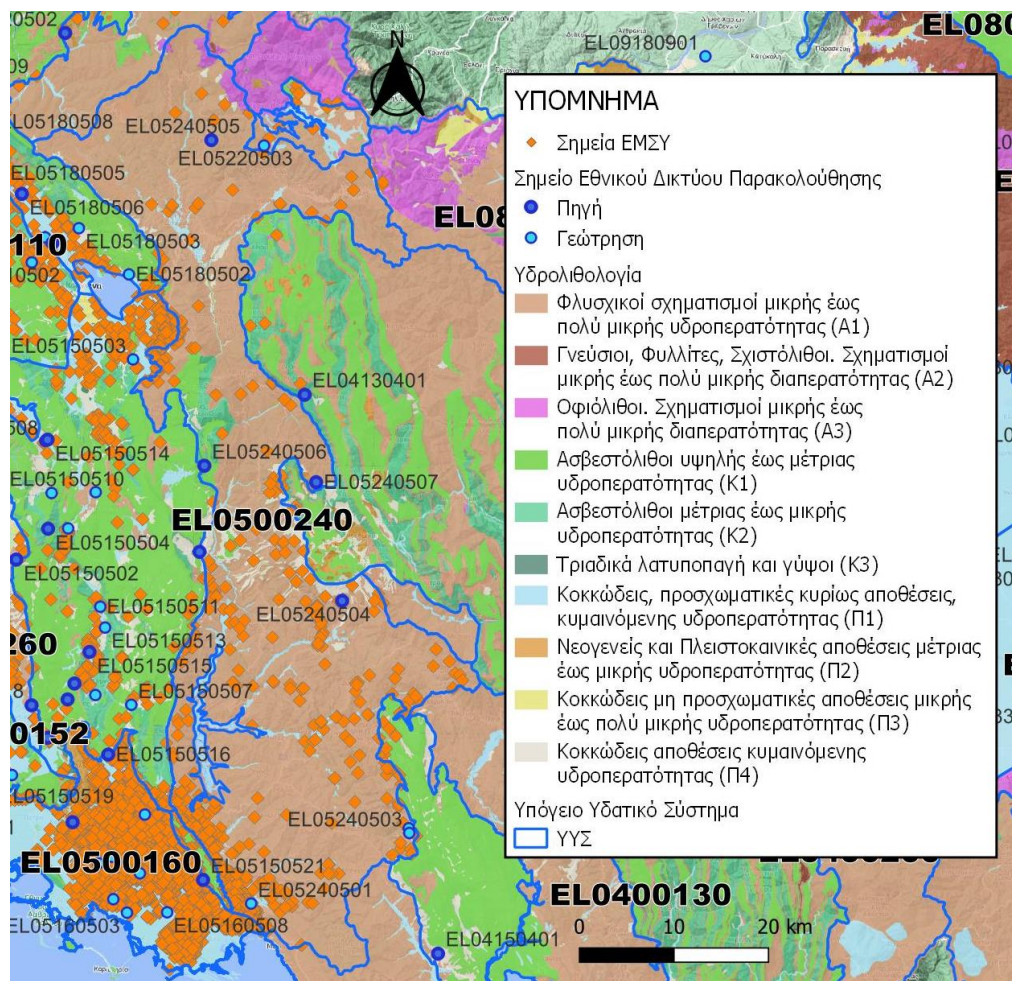 0502
EL09180901
EL080
09
EL05180508
EL05240505
EL05220503
N
EL05180505
EL05180506
EL08
110
EL05180503
0502
EL05180502
EL05150503
EL04130401
508
EL05150514
EL05240506
EL05150510
EL05240507
EL0500240
EL05150504
EL05150502
EL05150511
EL05240504
EL05150513
260
EL05150515
8
EL05150507
0152
EL05150516
EL05150519
EL05240503
EL0500160
EL05150521
EL05240501
EL0400130
EL05160503
EL05160508
EL04150401
ΥΠΟΜΝΗΜΑ
Σημεία ΕΜΣΥ
Σημείο Εθνικού Δικτύου Παρακολούθησης
Πηγή
Γεώτρηση
Υδρολιθολογία
Φλυσχικοί σχηματισμοί μικρής έως
πολύ μικρής υδροπερατότητας (Α1)
Γνεύσιοι, Φυλλίτες, Σχιστόλιθοι. Σχηματισμοί
μικρής έως πολύ μικρής διαπερατότητας (Α2)
Οφιόλιθοι. Σχηματισμοί μικρής έως
πολύ μικρής διαπερατότητας (Α3)
Ασβεστόλιθοι υψηλής έως μέτριας
υδροπερατότητας (Κ1)
Ασβεστόλιθοι μέτριας έως μικρής
υδροπερατότητας (Κ2)
Τριαδικά λατυποπαγή και γύψοι (Κ3)
Κοκκώδεις, προσχωματικές κυρίως αποθέσεις,
κυμαινόμενης υδροπερατότητας (Π1)
Νεογενείς και Πλειστοκαινικές αποθέσεις μέτριας
έως μικρής υδροπερατότητας (Π2)
Κοκκώδεις μη προσχωματικές αποθέσεις μικρής
έως πολύ μικρής υδροπερατότητας (Π3)
Κοκκώδεις αποθέσεις κυμαινόμενης
υδροπερατότητας (Π4)
Υπόγειο Υδατικό Σύστημα
ΥΥΣ
0 10 20 km